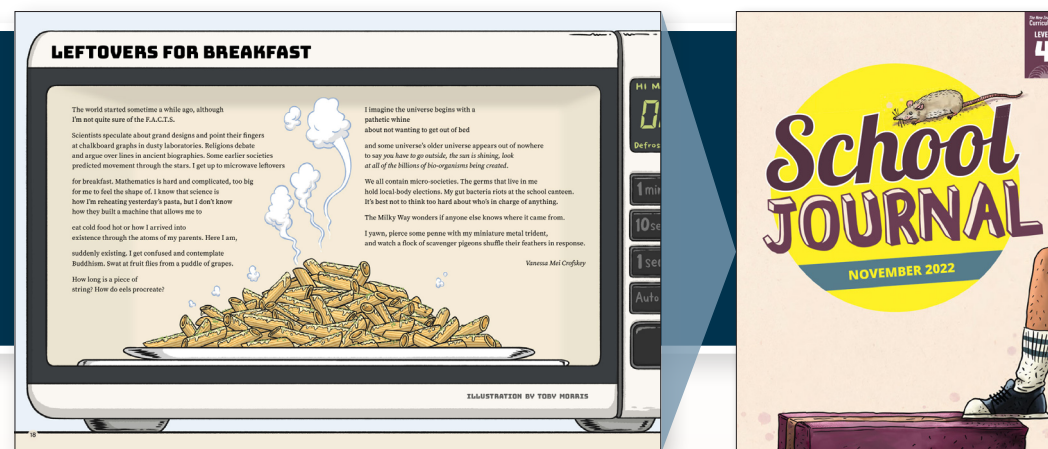 LEFTOVERS FOR BREAKFAST
The world started sometime a while ago, although
I'm not quite sure of the F.A.C.T.S.
Scientists speculate about grand designs and point their fingers
at chalkboard graphs in dusty laboratories. Religions debate
and argue over lines in ancient biographies. Some earlier societies
predicted movement through the stars. I get up to microwave leftovers
for breakfast. Mathematics is hard and complicated, too big
for me to feel the shape of. I know that science is
how I'm reheating yesterday's pasta, but I don't know
how they built a machine that allows me to
eat cold food hot or how I arrived into
existence through the atoms of my parents. Here I am,
suddenly existing. I get confused and contemplate
Buddhism. Swat at fruit flies from a puddle of grapes.
How long is a piece of
string? How do eels procreate?
I imagine the universe begins with a
pathetic whine
about not wanting to get out of bed
and some universe's older universe appears out of nowhere
to say you have to go outside, the sun is shining, look
at all of the billions of bio-organisms being created.
We all contain micro-societies. The germs that live in me
hold local-body elections. My gut bacteria riots at the school canteen.
It's best not to think too hard about who's in charge of anything.
The Milky Way wonders if anyone else knows where it came from.
I yawn, pierce some penne with my miniature metal trident,
and watch a flock of scavenger pigeons shuffle their feathers in response.
Vanessa Mei Crofskey
HI M
0
Defros
1 min
10se
1 sec
Auto
ILLUSTRATION BY TOBY MORRIS
18
LEVE
4
School
JOURNAL
NOVEMBER 2022